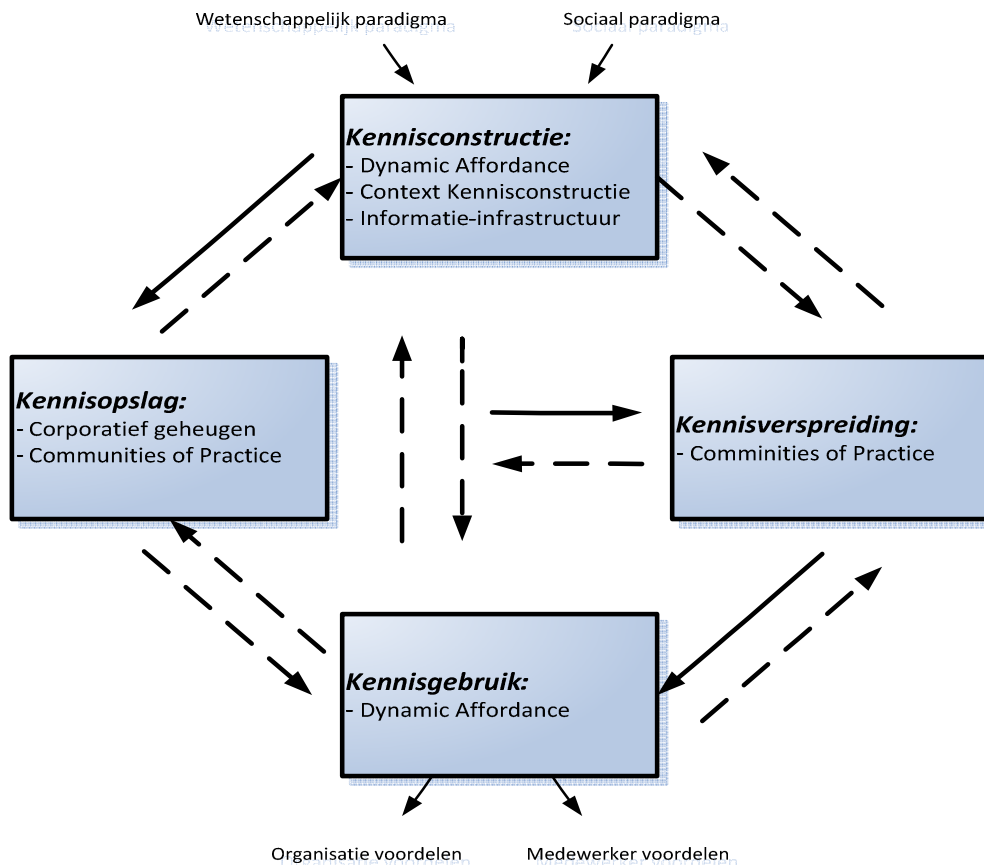 Wetenschappelijk paradigma
Sociaal paradigma
Kennisconstructie:
- Dynamic Affordance
- Context Kennisconstructie
- Informatie-infrastructuur
Kennisopslag:
- Corporatief geheugen
- Communities of Practice
Kennisverspreiding:
- Comminities of Practice
Kennisgebruik:
- Dynamic Affordance
Organisatie voordelen
Medewerker voordelen